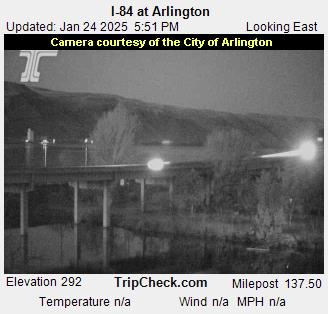 I-84 at Arlington
Updated: Jan 24 2025 5:51 PM Looking East
Camera courtesy of the City of Arlington
Elevation 292 TripCheck.com Milepost 137.50
Temperature n/a Wind n/a MPH n/a